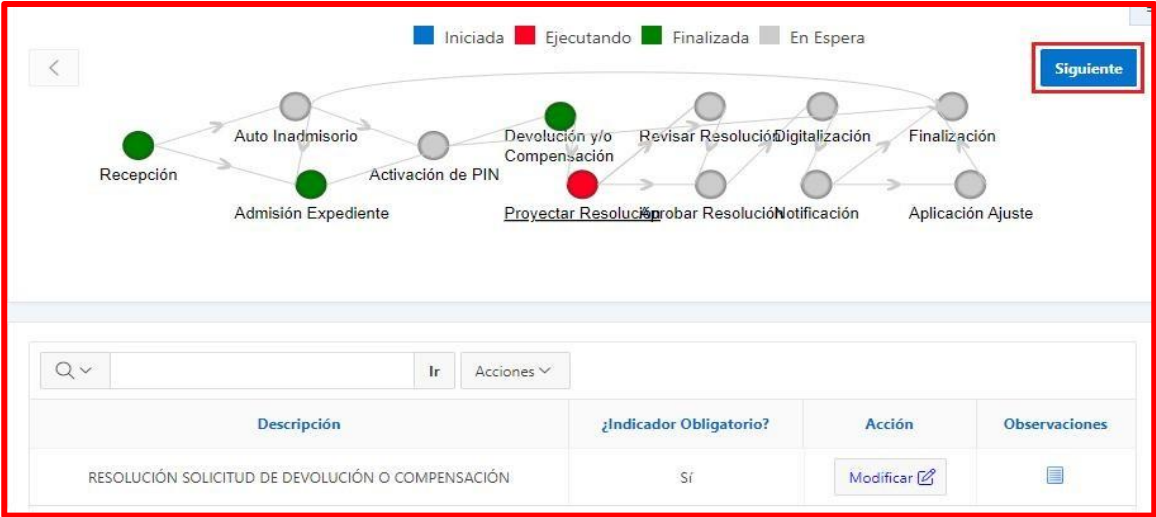 Iniciada Ejecutando Finalizada En Espera
Siguiente
Auto Inadmisorio
Devolución y/o
Compensación
Revisar Resolución
Digitalización
Finalización
Recepción
Activación de PIN
Admisión Expediente
Proyectar Resolución
Aprobar Resolución
Notificación
Aplicación Ajuste
Ir
Acciones
Descripción
¿Indicador Obligatorio?
Acción
Observaciones
RESOLUCIÓN SOLICITUD DE DEVOLUCIÓN O COMPENSACIÓN
Sí
Modificar